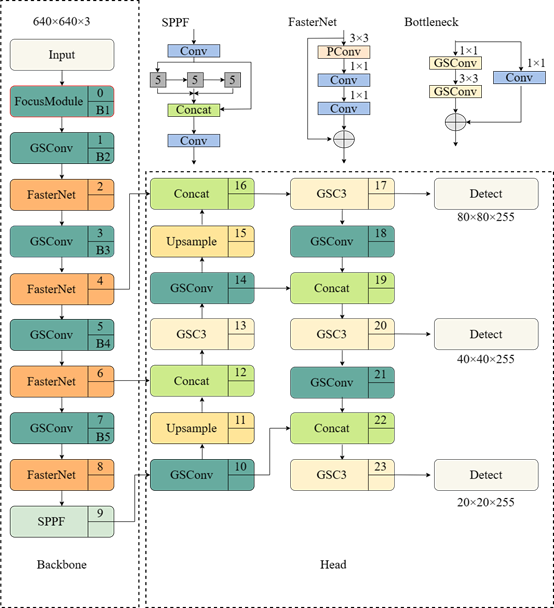 640×640×3
Input
FocusModule 0 B1
GSConv 1 B2
FasterNet 2
GSConv 3 B3
FasterNet 4
GSConv 5 B4
FasterNet 6
GSConv 7 B5
FasterNet 8
SPPF 9
Backbone
SPPF
Conv
5 5 5
Concat
Conv
FasterNet
3×3
PConv
1×1
Conv
1×1
Conv
Bottleneck
1×1
GSConv
3×3
GSConv
1×1
Conv
Concat 16
Upsample 15
GSConv 14
GSC3 13
Concat 12
Upsample 11
GSConv 10
GSC3 17
GSConv 18
Concat 19
GSC3 20
GSConv 21
Concat 22
GSC3 23
Detect
80×80×255
Detect
40×40×255
Detect
20×20×255
Head